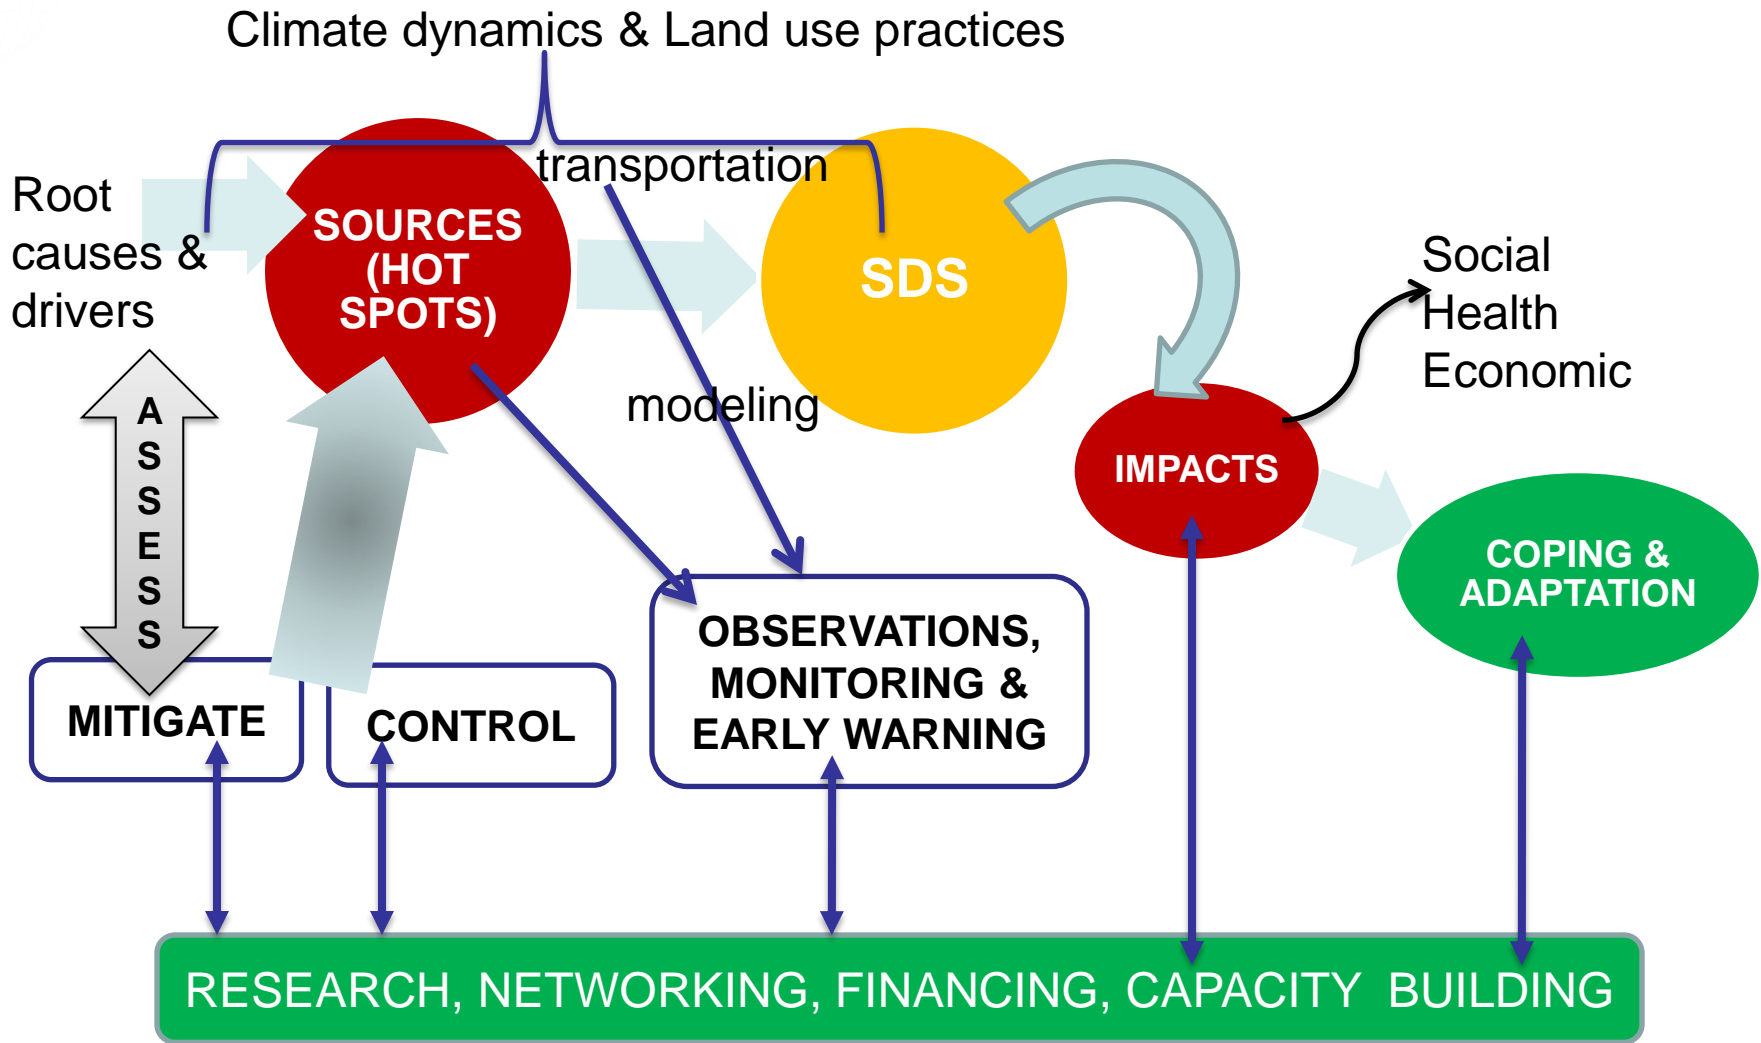 Climate dynamics & Land use practices
transportation
Root
causes &
drivers
SOURCES
(HOT
SPOTS)
SDS
Social
Health
Economic
modeling
A
S
S
E
S
S
IMPACTS
COPING &
ADAPTATION
OBSERVATIONS,
MONITORING &
EARLY WARNING
MITIGATE
CONTROL
RESEARCH, NETWORKING, FINANCING, CAPACITY  BUILDING